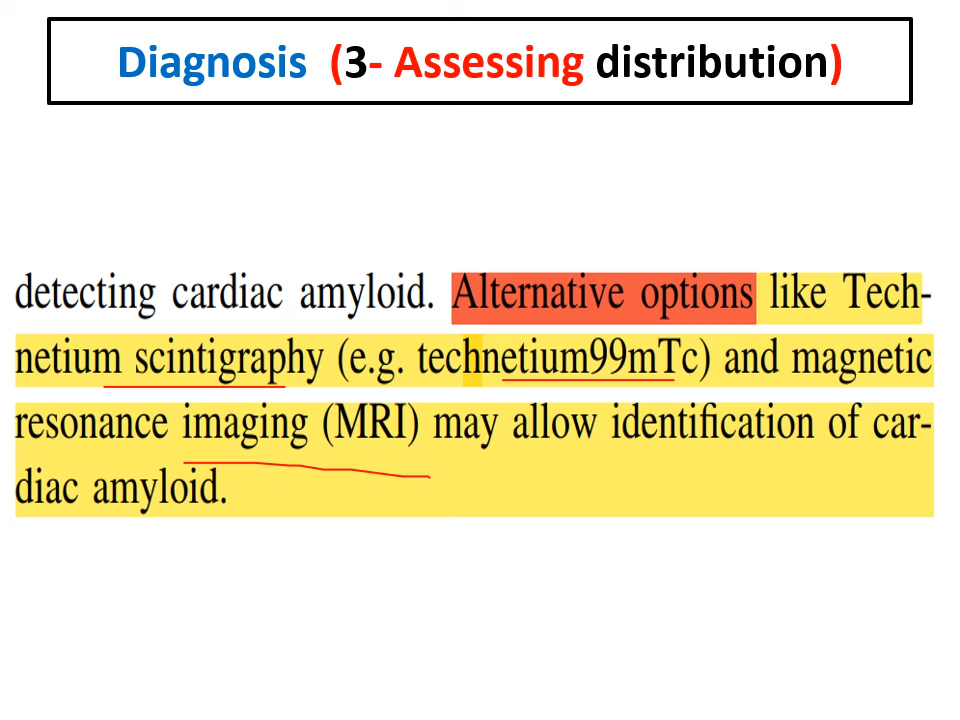 Diagnosis (3- Assessing distribution)
detecting cardiac amyloid. Alternative options like Tech-
netium scintigraphy (e.g. technetium99mTc) and magnetic
resonance imaging (MRI) may allow identification of car-
diac amyloid.